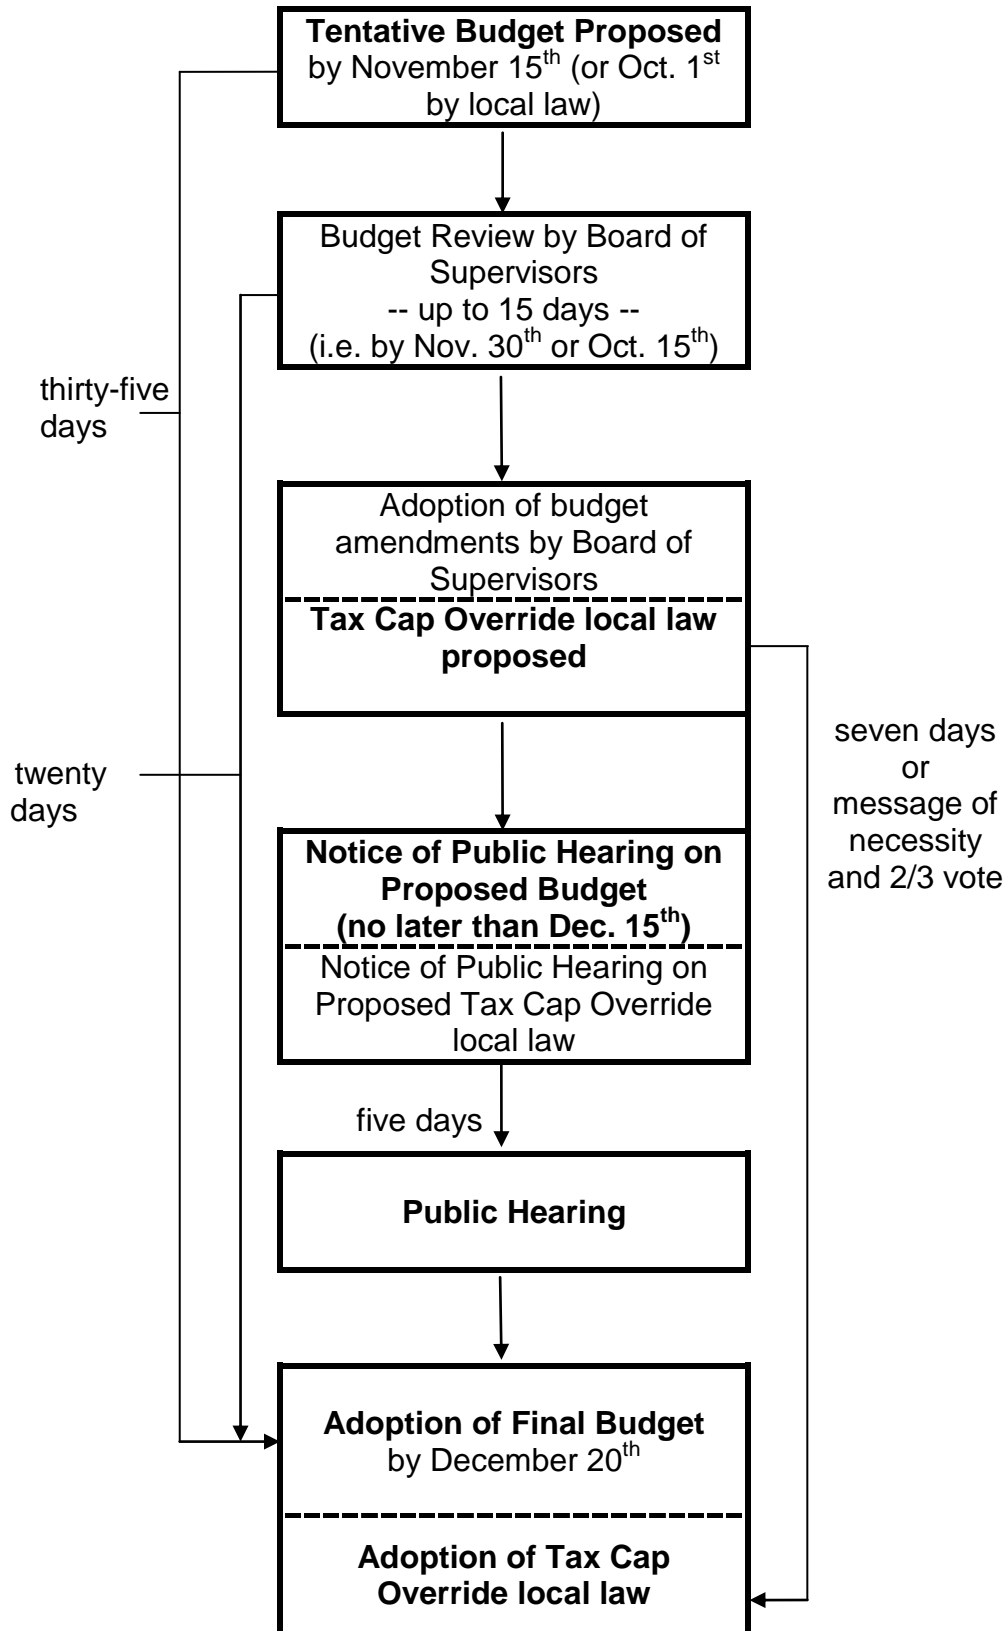 Tentative Budget Proposed
by November 15th (or Oct. 1st
by local law)
Budget Review by Board of
Supervisors
-- up to 15 days --
(i.e. by Nov. 30th or Oct. 15th)
thirty-five
days
Adoption of budget
amendments by Board of
Supervisors
Tax Cap Override local law
proposed
seven days
or
message of
necessity
and 2/3 vote
twenty
days
Notice of Public Hearing on
Proposed Budget
(no later than Dec. 15th)
Notice of Public Hearing on
Proposed Tax Cap Override
local law
five days
Public Hearing
Adoption of Final Budget
by December 20th
Adoption of Tax Cap
Override local law